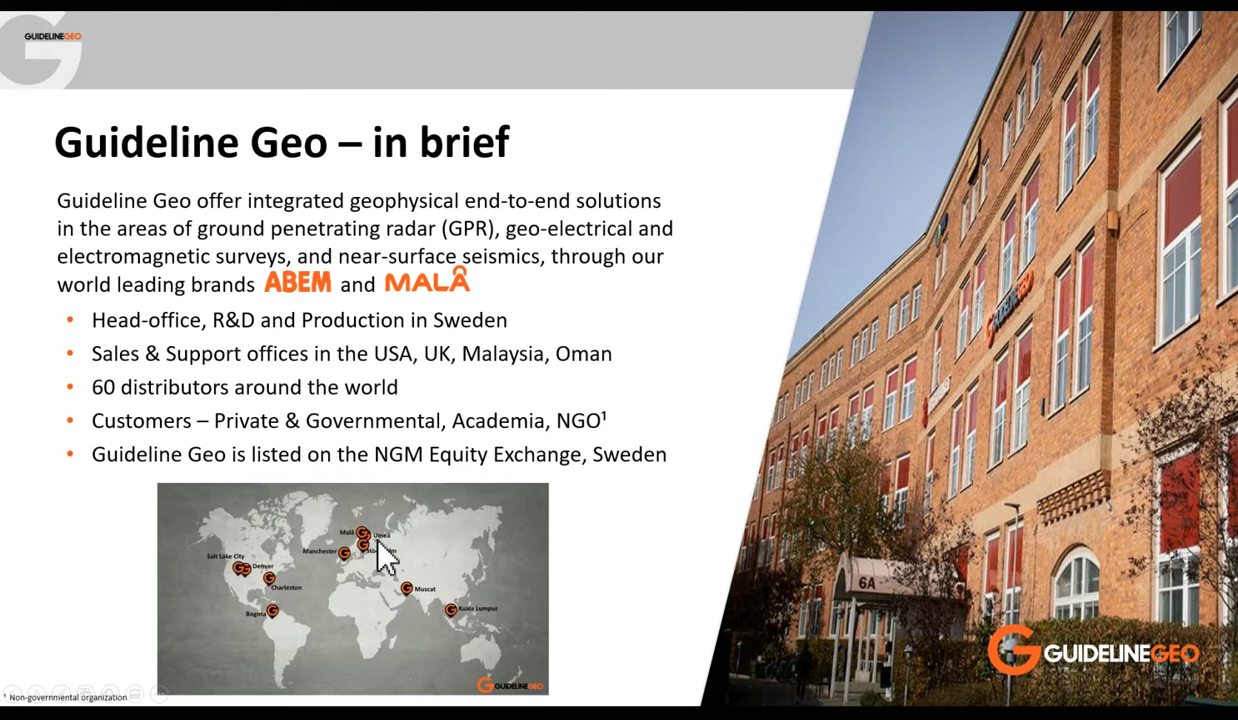 GUIDELINEGEO
Guideline Geo – in brief
Guideline Geo offer integrated geophysical end-to-end solutions
in the areas of ground penetrating radar (GPR), geo-electrical and
electromagnetic surveys, and near-surface seismics, through our
world leading brands ABEM and MALÅ
• Head-office, R&D and Production in Sweden
• Sales & Support offices in the USA, UK, Malaysia, Oman
• 60 distributors around the world
• Customers – Private & Governmental, Academia, NGO¹
• Guideline Geo is listed on the NGM Equity Exchange, Sweden
Malå
Umeå
Manchester
Salt Lake City
Denver
Charleston
Muscat
Bogota
Kuala Lumpur
GUIDELINEGEO
¹ Non-governmental organization
GUIDELINEGEO
6A
GUIDELINEGEO